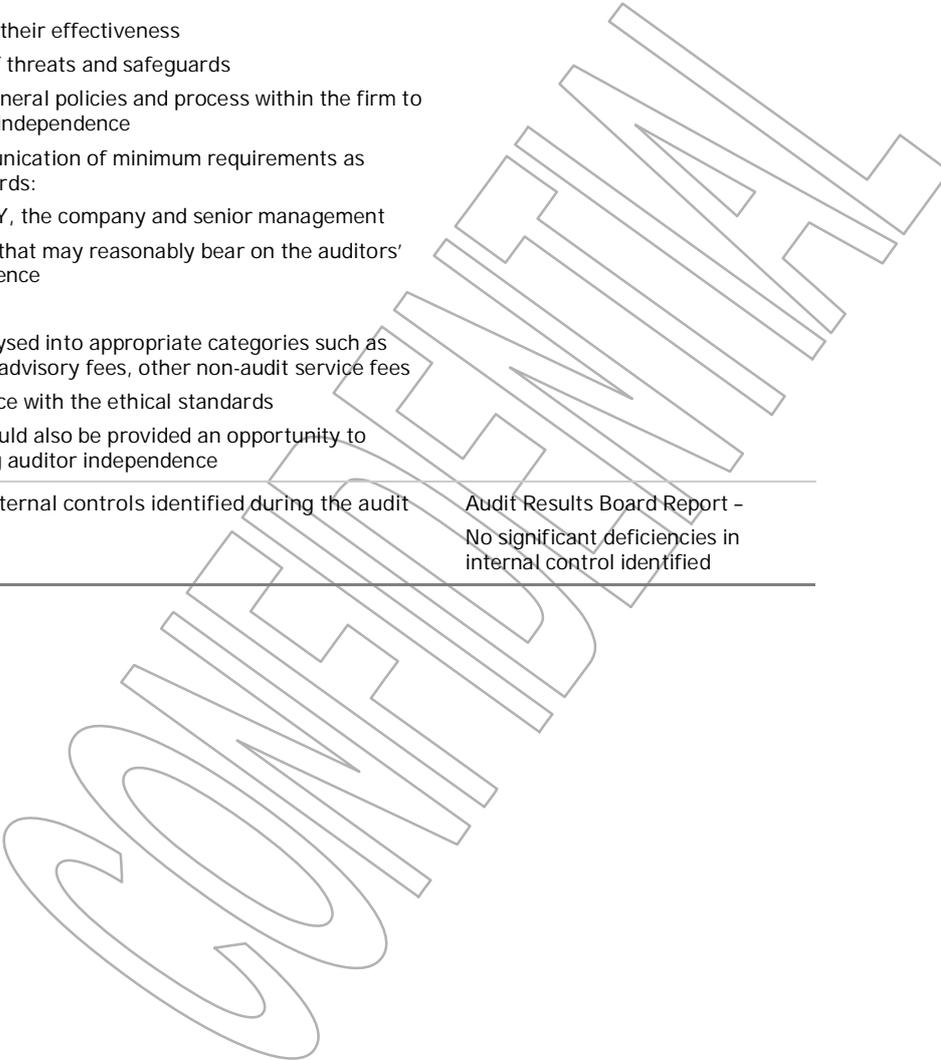 their effectiveness
threats and safeguards
neral policies and process within the firm to
independence
unication of minimum requirements as
rds:
Y, the company and senior management
that may reasonably bear on the auditors'
ence
ysed into appropriate categories such as
advisory fees, other non-audit service fees
ce with the ethical standards
uld also be provided an opportunity to
g auditor independence
ternal controls identified during the audit
Audit Results Board Report –
No significant deficiencies in
internal control identified
CONFIDENTIAL